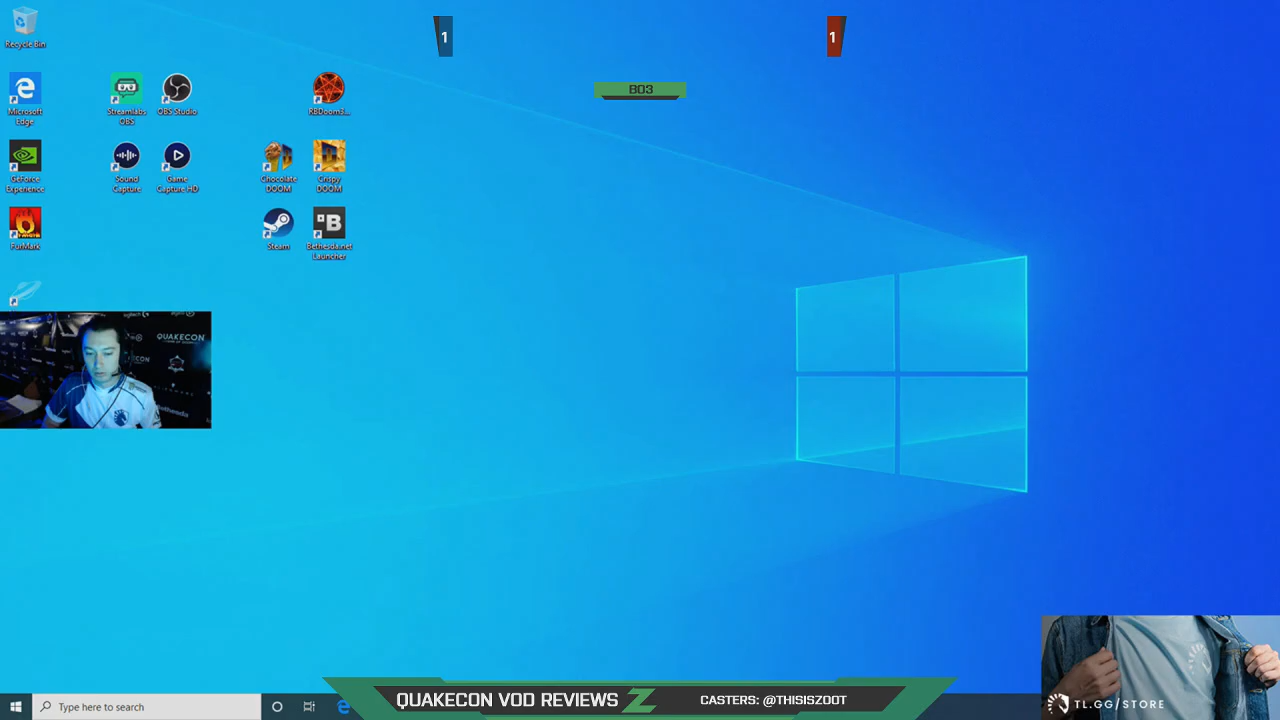 1
1
BO3
Recycle Bin
Microsoft
Edge
Streamlabs
OBS
OBS Studio
RBDoom3...
GeForce
Experience
Sound
Capture
Game
Capture HD
Chocolate
DOOM
Crispy
DOOM
FurMark
Steam
Bethesda.net
Launcher
QUAKECON
Type here to search
QUAKECON VOD REVIEWS
CASTERS: @THISISZOOT
TL.GG/STORE